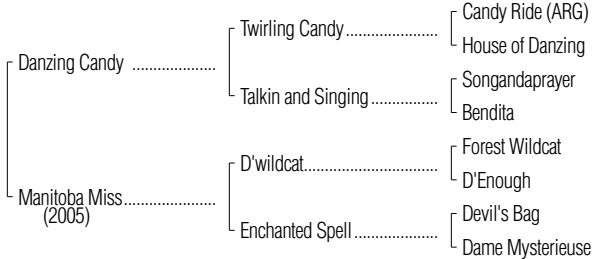 Candy Ride (ARG)
Twirling Candy.....................
House of Danzing
Danzing Candy ...................
Songandaprayer
Talkin and Singing...............
Bendita
Forest Wildcat
D'wildcat..............................
D'Enough
Manitoba Miss.....................
(2005)
Devil's Bag
Enchanted Spell...................
Dame Mysterieuse